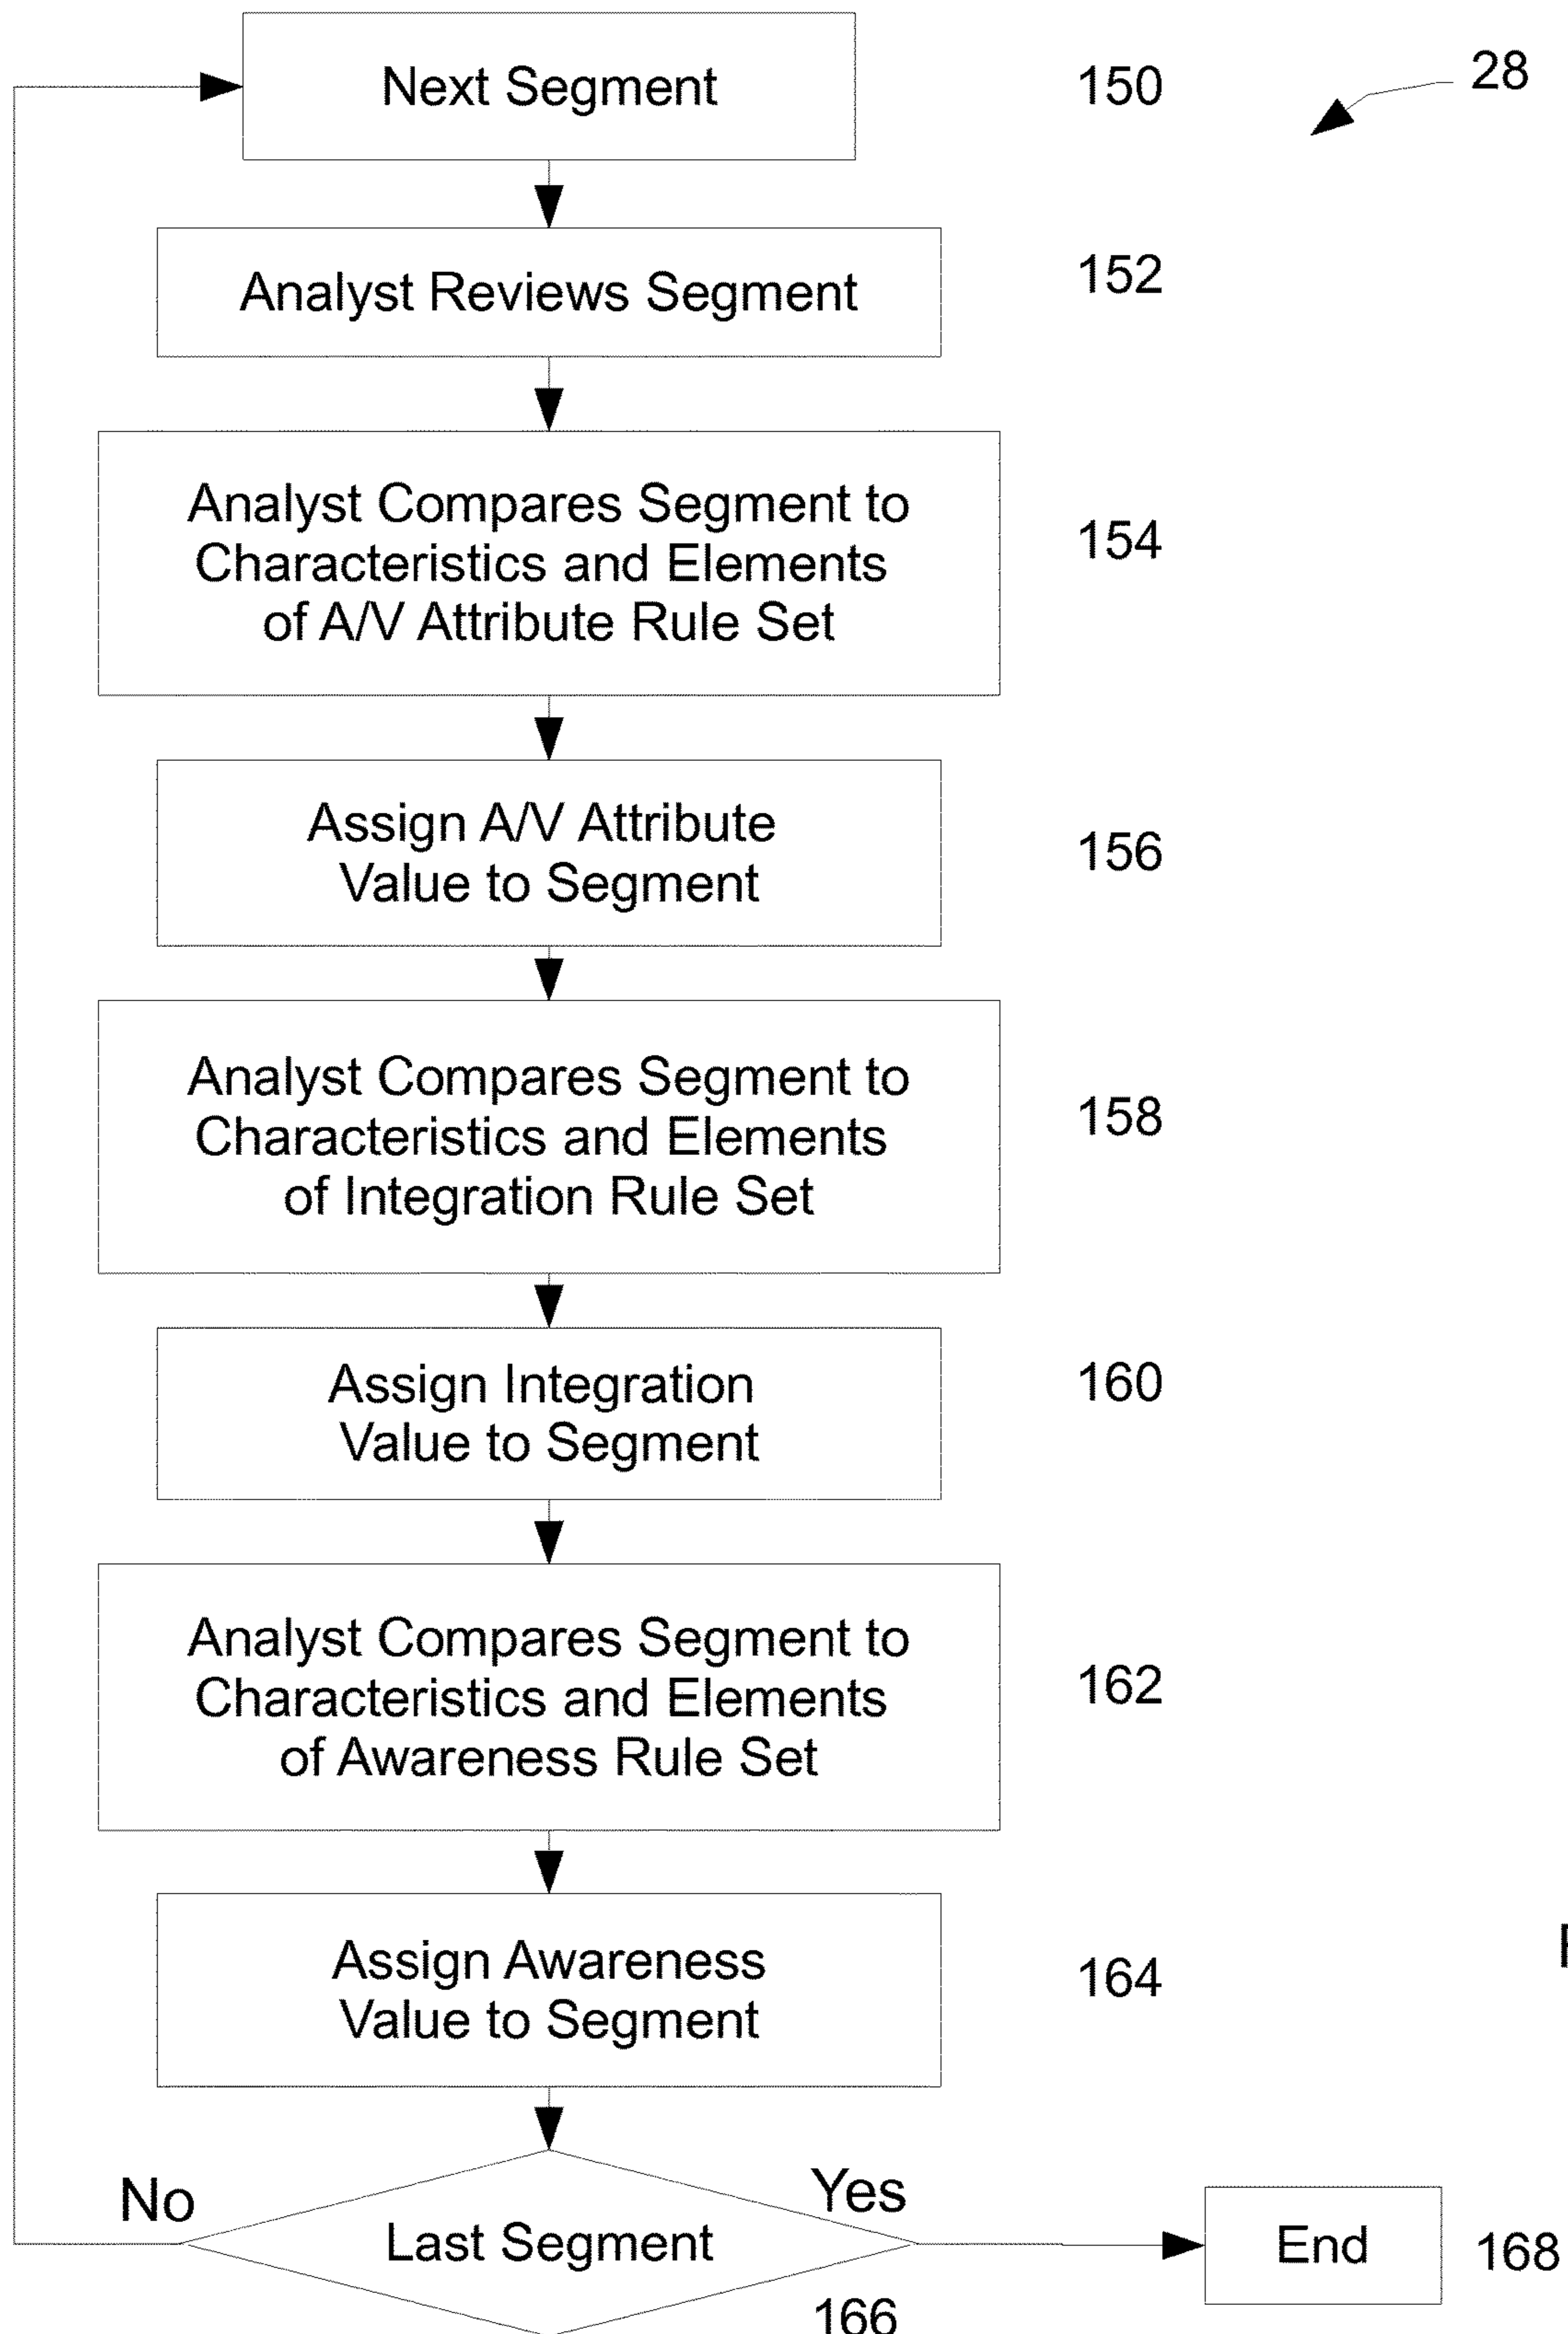 Next Segment
150
28
Analyst Reviews Segment
152
Analyst Compares Segment to
Characteristics and Elements
of A/V Attribute Rule Set
154
Assign A/V Attribute
Value to Segment
156
Analyst Compares Segment to
Characteristics and Elements
of Integration Rule Set
158
Assign Integration
Value to Segment
160
Analyst Compares Segment to
Characteristics and Elements
of Awareness Rule Set
162
Assign Awareness
Value to Segment
164
No
Last Segment
Yes
166
End
168